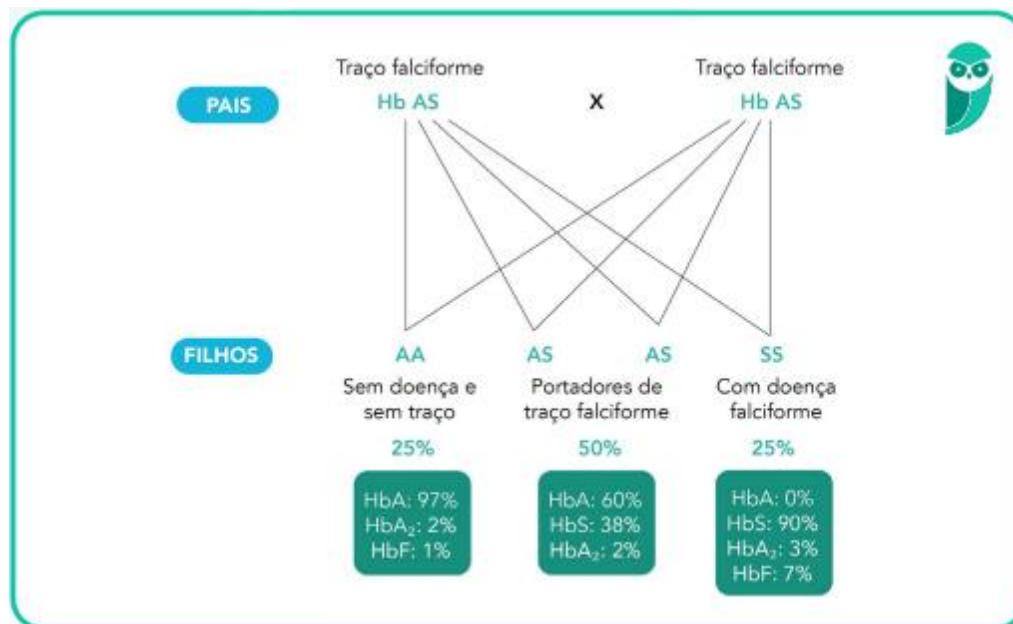 Traço falciforme
Traço falciforme
PAIS
Hb AS
X
Hb AS
FILHOS
AA
AS
AS
SS
Sem doença e
sem traço
Portadores de
traço falciforme
Com doença
falciforme
25%
50%
25%
HbA: 97%
HbA₂: 2%
HbF: 1%
HbA: 60%
HbS: 38%
HbA₂: 2%
HbA: 0%
HbS: 90%
HbA₂: 3%
HbF: 7%